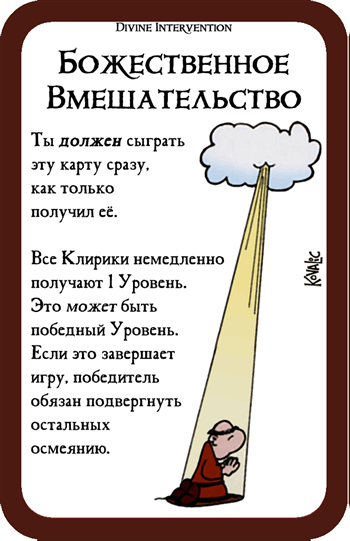 Divine Intervention
Божественное
Вмешательство
Ты должен сыграть
эту карту сразу,
как только
получил её.
Все Клирики немедленно
получают 1 Уровень.
Это может быть
победный Уровень.
Если это завершает
игру, победитель
обязан подвергнуть
остальных
осмеянию.
Kovalic